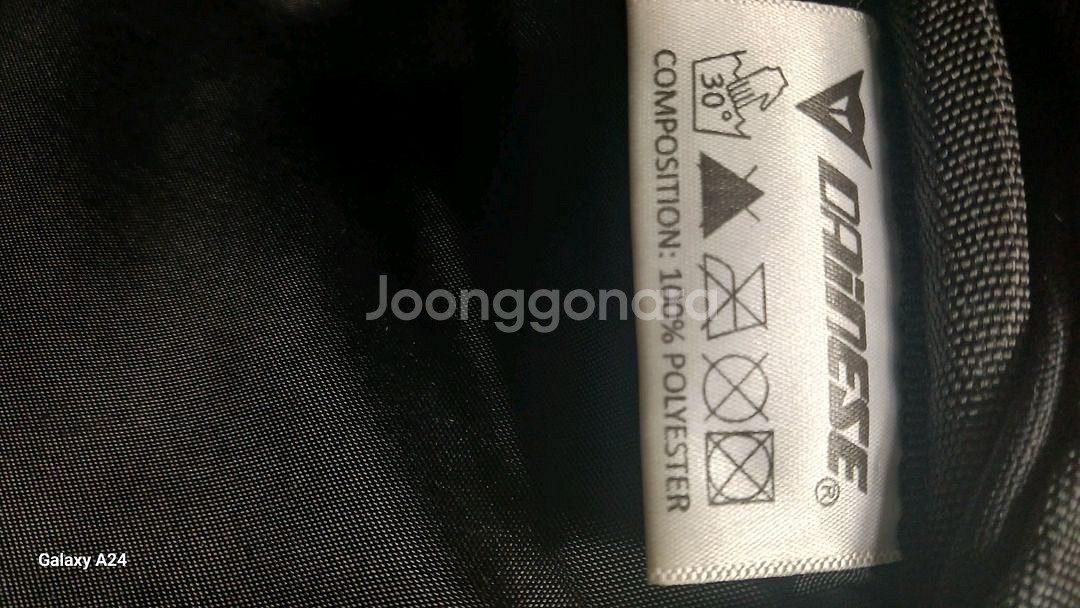 DAINESE®
30°
COMPOSITION: 100% POLYESTER
Joonggonara
Galaxy A24